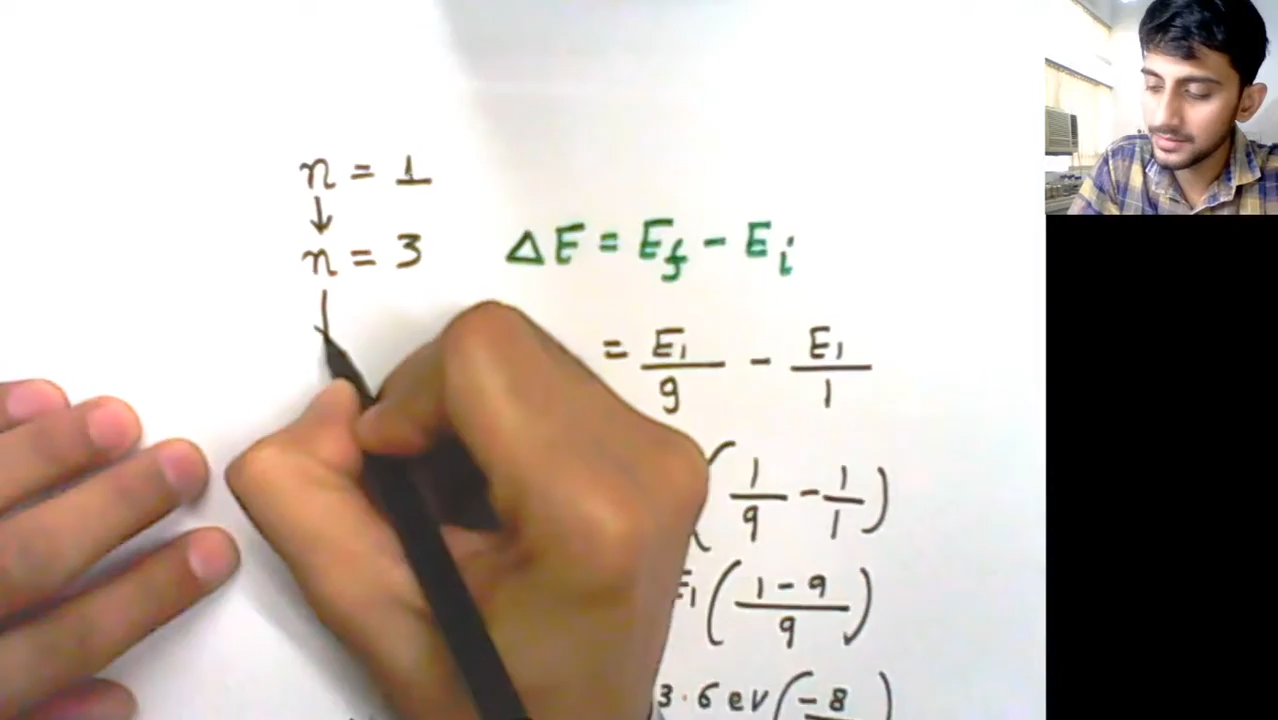 n = 1
↓
n = 3
ΔE = E_f - E_i
= E₁/9 - E₁/1
(1/9 - 1/1)
E₁ (1 - 9 / 9)
3.6 eV (-8